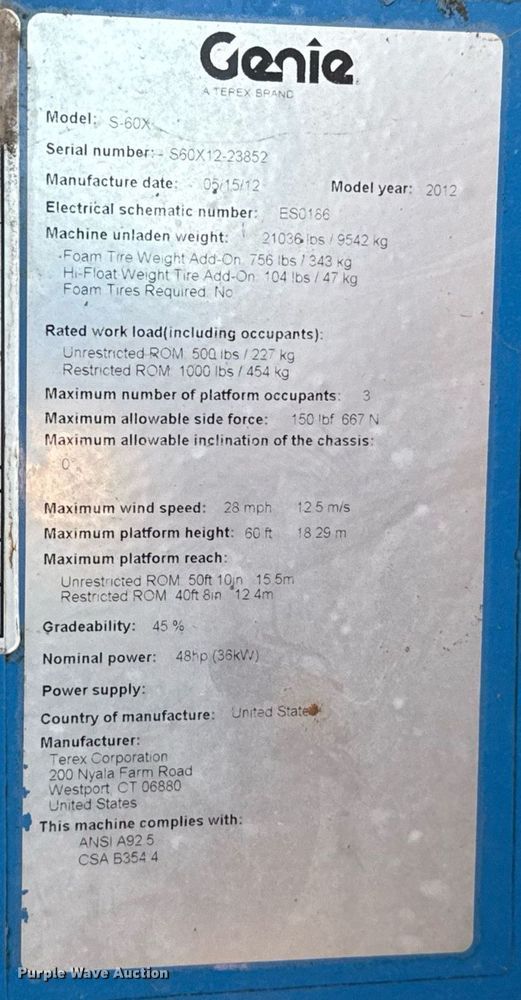 Genie
A TEREX BRAND
Model: S-60X
Serial number: S60X12-23852
Manufacture date: 05/15/12 Model year: 2012
Electrical schematic number: ES0186
Machine unladen weight: 21036 lbs / 9542 kg
Foam Tire Weight Add-On: 756 lbs / 343 kg
Hi-Float Weight Tire Add-On: 104 lbs / 47 kg
Foam Tires Required: No
Rated work load(including occupants):
Unrestricted ROM: 500 lbs / 227 kg
Restricted ROM: 1000 lbs / 454 kg
Maximum number of platform occupants: 3
Maximum allowable side force: 150 lbf 667 N
Maximum allowable inclination of the chassis:
0°
Maximum wind speed: 28 mph 12.5 m/s
Maximum platform height: 60 ft 18.29 m
Maximum platform reach:
Unrestricted ROM: 50ft 10in 15.5m
Restricted ROM: 40ft 8in 12.4m
Gradeability: 45 %
Nominal power: 48hp (36kW)
Power supply:
Country of manufacture: United States
Manufacturer:
Terex Corporation
200 Nyala Farm Road
Westport, CT 06880
United States
This machine complies with:
ANSI A92.5
CSA B354.4
Purple Wave Auction